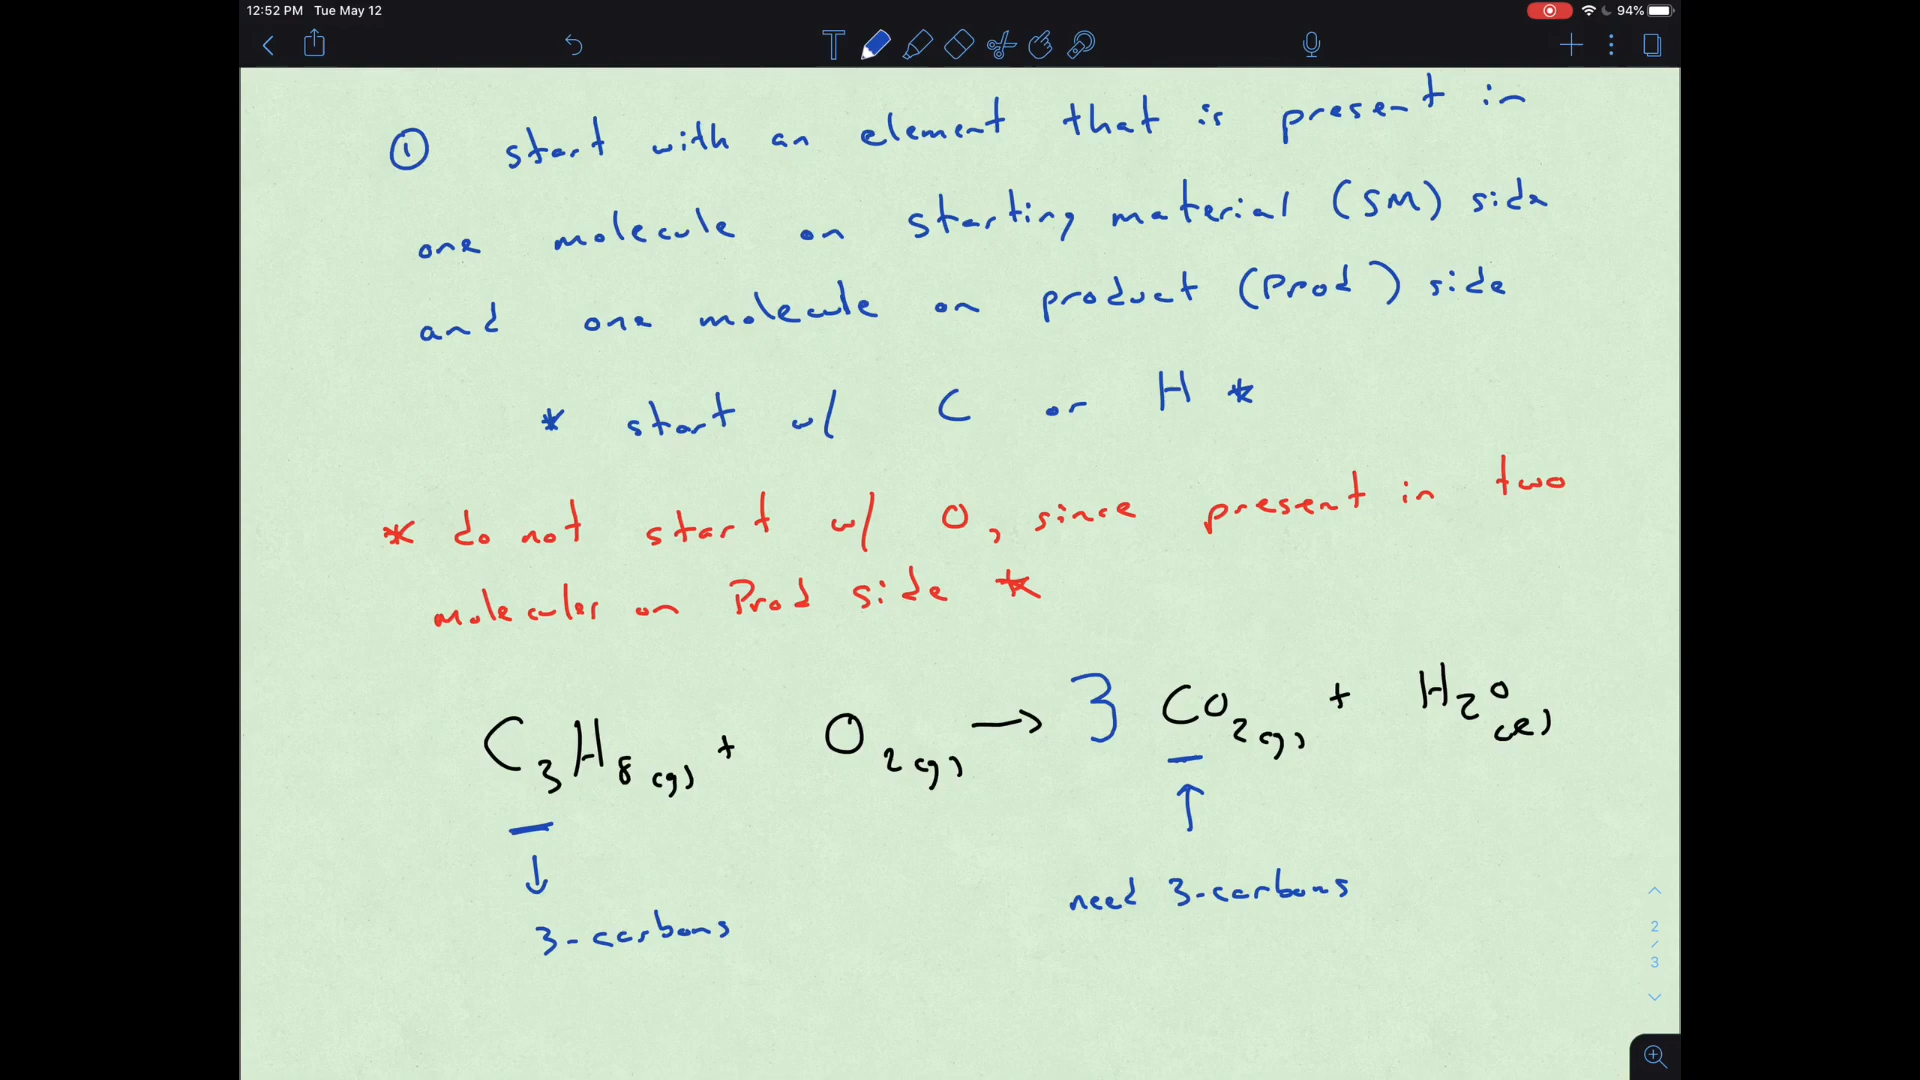 12:52 PM Tue May 12
94%
① start with an element that is present in
one molecule on starting material (SM) side
and one molecule on product (Prod) side
* start w/ C or H *
* do not start w/ O, since present in two
molecules on Prod side *
C₃H₈(g) + O₂(g) → 3 CO₂(g) + H₂O(l)
3-carbons
need 3-carbons
2
/
3